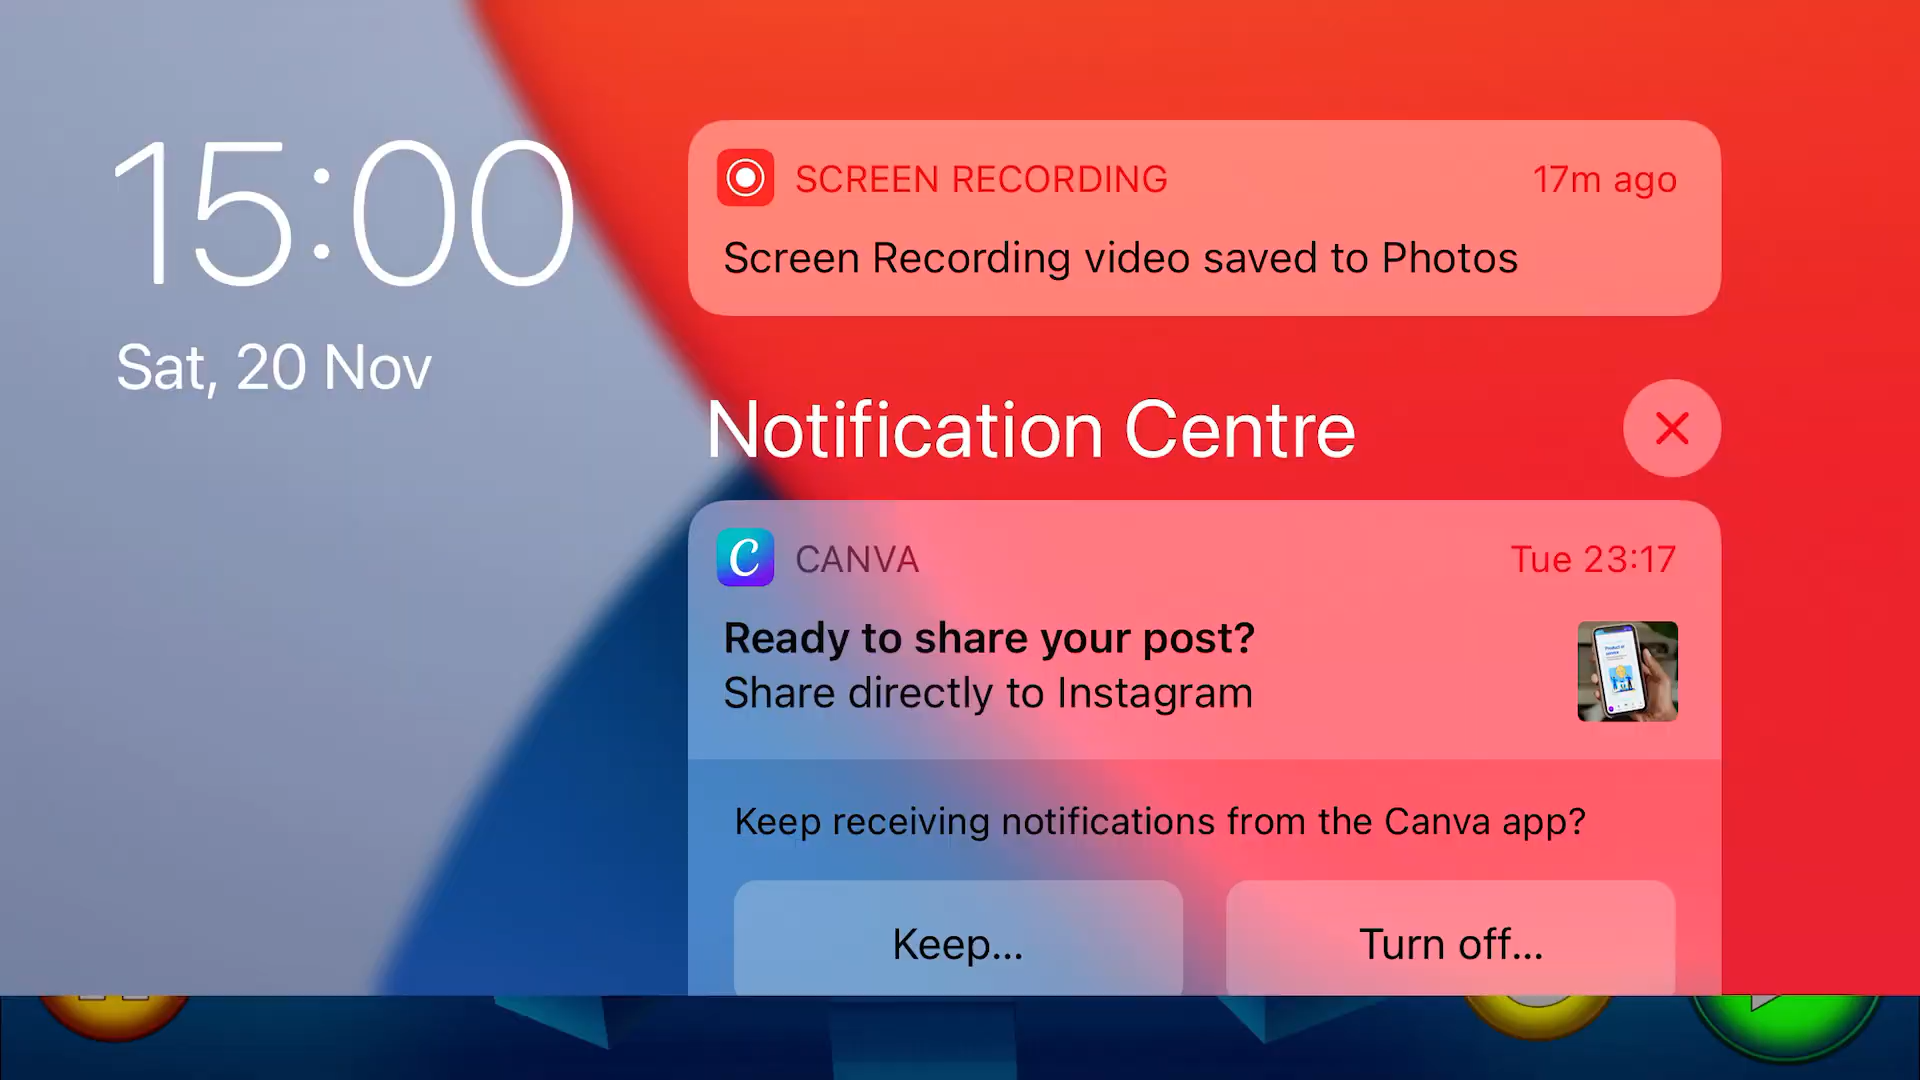 15:00
Sat, 20 Nov
SCREEN RECORDING
17m ago
Screen Recording video saved to Photos
Notification Centre
CANVA
Tue 23:17
Ready to share your post?
Share directly to Instagram
Keep receiving notifications from the Canva app?
Keep...
Turn off...